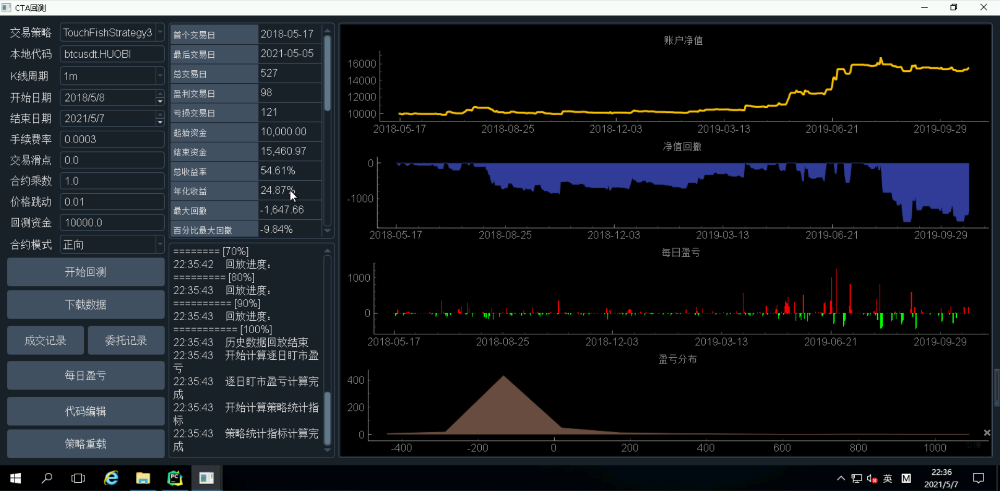 CTA回测
交易策略 TouchFishStrategy3
本地代码 btcusdt.HUOBI
K线周期 1m
开始日期 2018/5/8
结束日期 2021/5/7
手续费率 0.0003
交易滑点 0.0
合约乘数 1.0
价格跳动 0.01
回测资金 10000.0
合约模式 正向
开始回测
下载数据
成交记录 委托记录
每日盈亏
代码编辑
策略重载
首个交易日 2018-05-17
最后交易日 2021-05-05
总交易日 527
盈利交易日 98
亏损交易日 121
起始资金 10,000.00
结束资金 15,460.97
总收益率 54.61%
年化收益 24.87%
最大回撤 -1,647.66
百分比最大回撤 -9.84%
======== [70%]
22:35:42 回放进度：
========= [80%]
22:35:43 回放进度：
========== [90%]
22:35:43 回放进度：
=========== [100%]
22:35:43 历史数据回放结束
22:35:43 开始计算逐日盯市盈
亏
22:35:43 逐日盯市盈亏计算完
成
22:35:43 开始计算策略统计指
标
22:35:43 策略统计指标计算完
成
账户净值
16000
14000
12000
10000
2018-05-17 2018-08-25 2018-12-03 2019-03-13 2019-06-21 2019-09-29
净值回撤
0
-1000
2018-05-17 2018-08-25 2018-12-03 2019-03-13 2019-06-21 2019-09-29
每日盈亏
1000
0
2018-05-17 2018-08-25 2018-12-03 2019-03-13 2019-06-21 2019-09-29
盈亏分布
400
200
0
-400 -200 0 200 400 600 800 1000
PC
英 M
22:36
2021/5/7